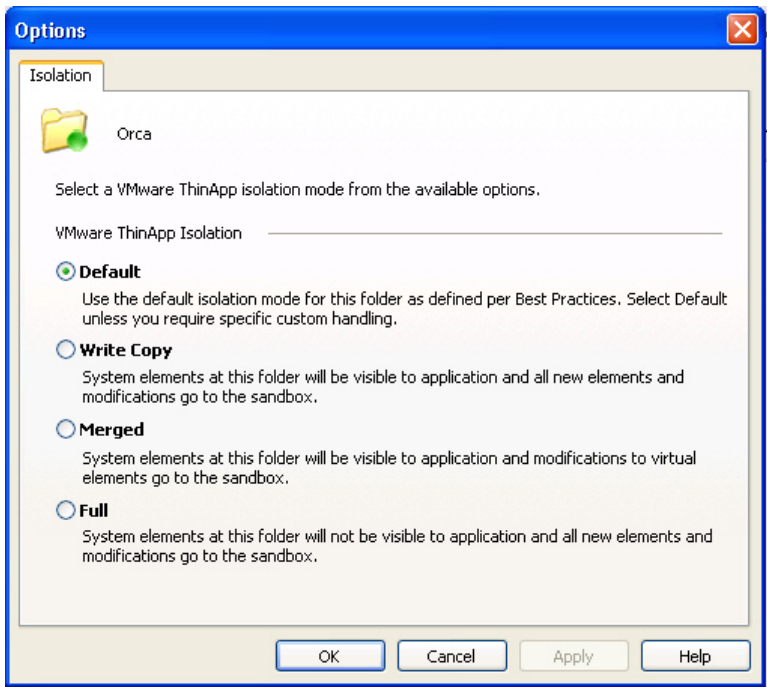 Options
Isolation
Orca
Select a VMware ThinApp isolation mode from the available options.
VMware ThinApp Isolation
Default
Use the default isolation mode for this folder as defined per Best Practices. Select Default
unless you require specific custom handling.
Write Copy
System elements at this folder will be visible to application and all new elements and
modifications go to the sandbox.
Merged
System elements at this folder will be visible to application and modifications to virtual
elements go to the sandbox.
Full
System elements at this folder will not be visible to application and all new elements and
modifications go to the sandbox.
OK Cancel Apply Help